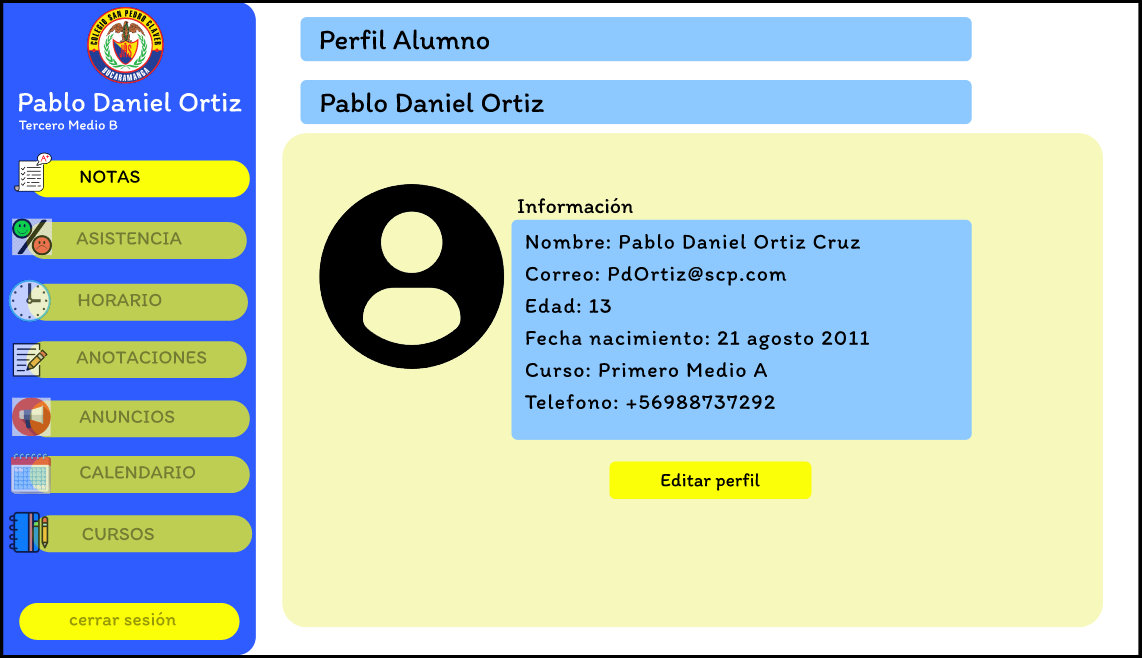 COLEGIO SAN PEDRO CLAVER
BUCARAMANGA
Pablo Daniel Ortiz
Tercero Medio B
A+
NOTAS
ASISTENCIA
HORARIO
ANOTACIONES
ANUNCIOS
CALENDARIO
CURSOS
cerrar sesión
Perfil Alumno
Pablo Daniel Ortiz
Información
Nombre: Pablo Daniel Ortiz Cruz
Correo: PdOrtiz@scp.com
Edad: 13
Fecha nacimiento: 21 agosto 2011
Curso: Primero Medio A
Telefono: +56988737292
Editar perfil